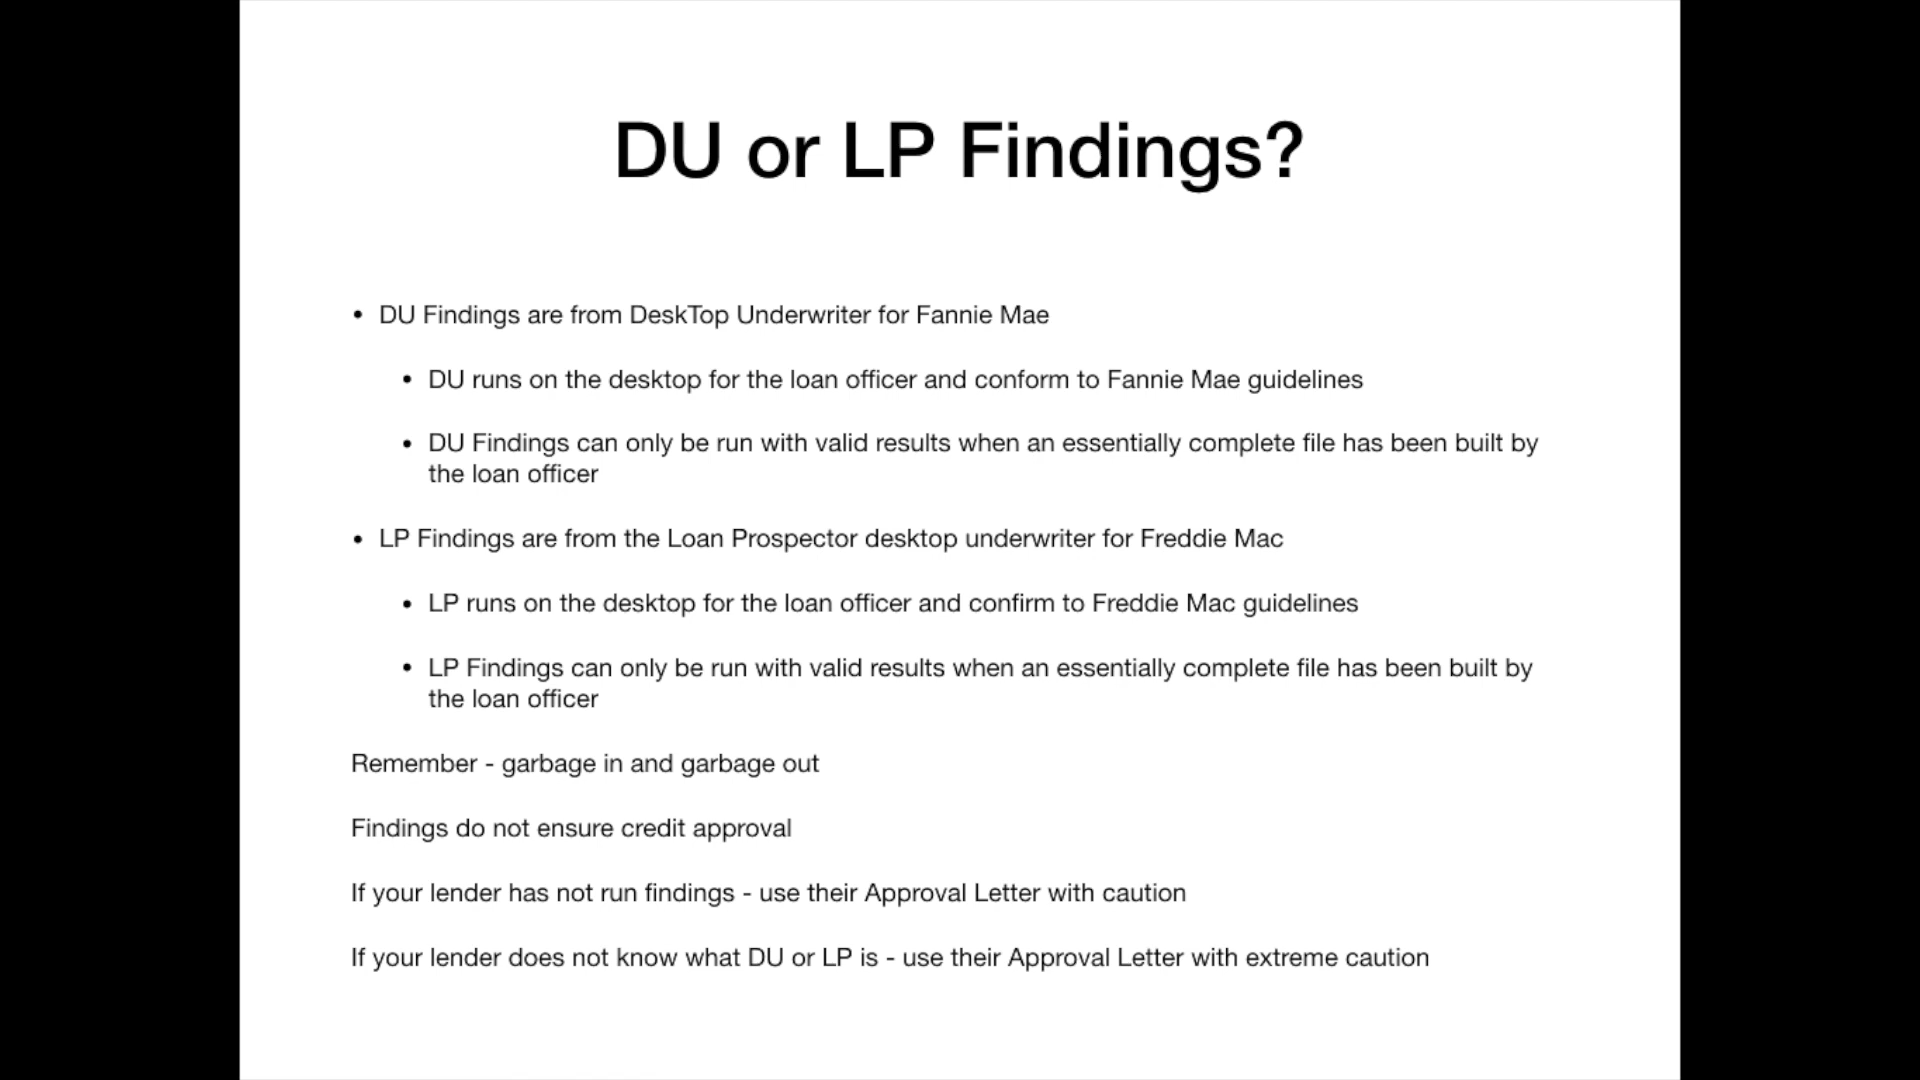 DU or LP Findings?
• DU Findings are from DeskTop Underwriter for Fannie Mae
• DU runs on the desktop for the loan officer and conform to Fannie Mae guidelines
• DU Findings can only be run with valid results when an essentially complete file has been built by
the loan officer
• LP Findings are from the Loan Prospector desktop underwriter for Freddie Mac
• LP runs on the desktop for the loan officer and confirm to Freddie Mac guidelines
• LP Findings can only be run with valid results when an essentially complete file has been built by
the loan officer
Remember - garbage in and garbage out
Findings do not ensure credit approval
If your lender has not run findings - use their Approval Letter with caution
If your lender does not know what DU or LP is - use their Approval Letter with extreme caution